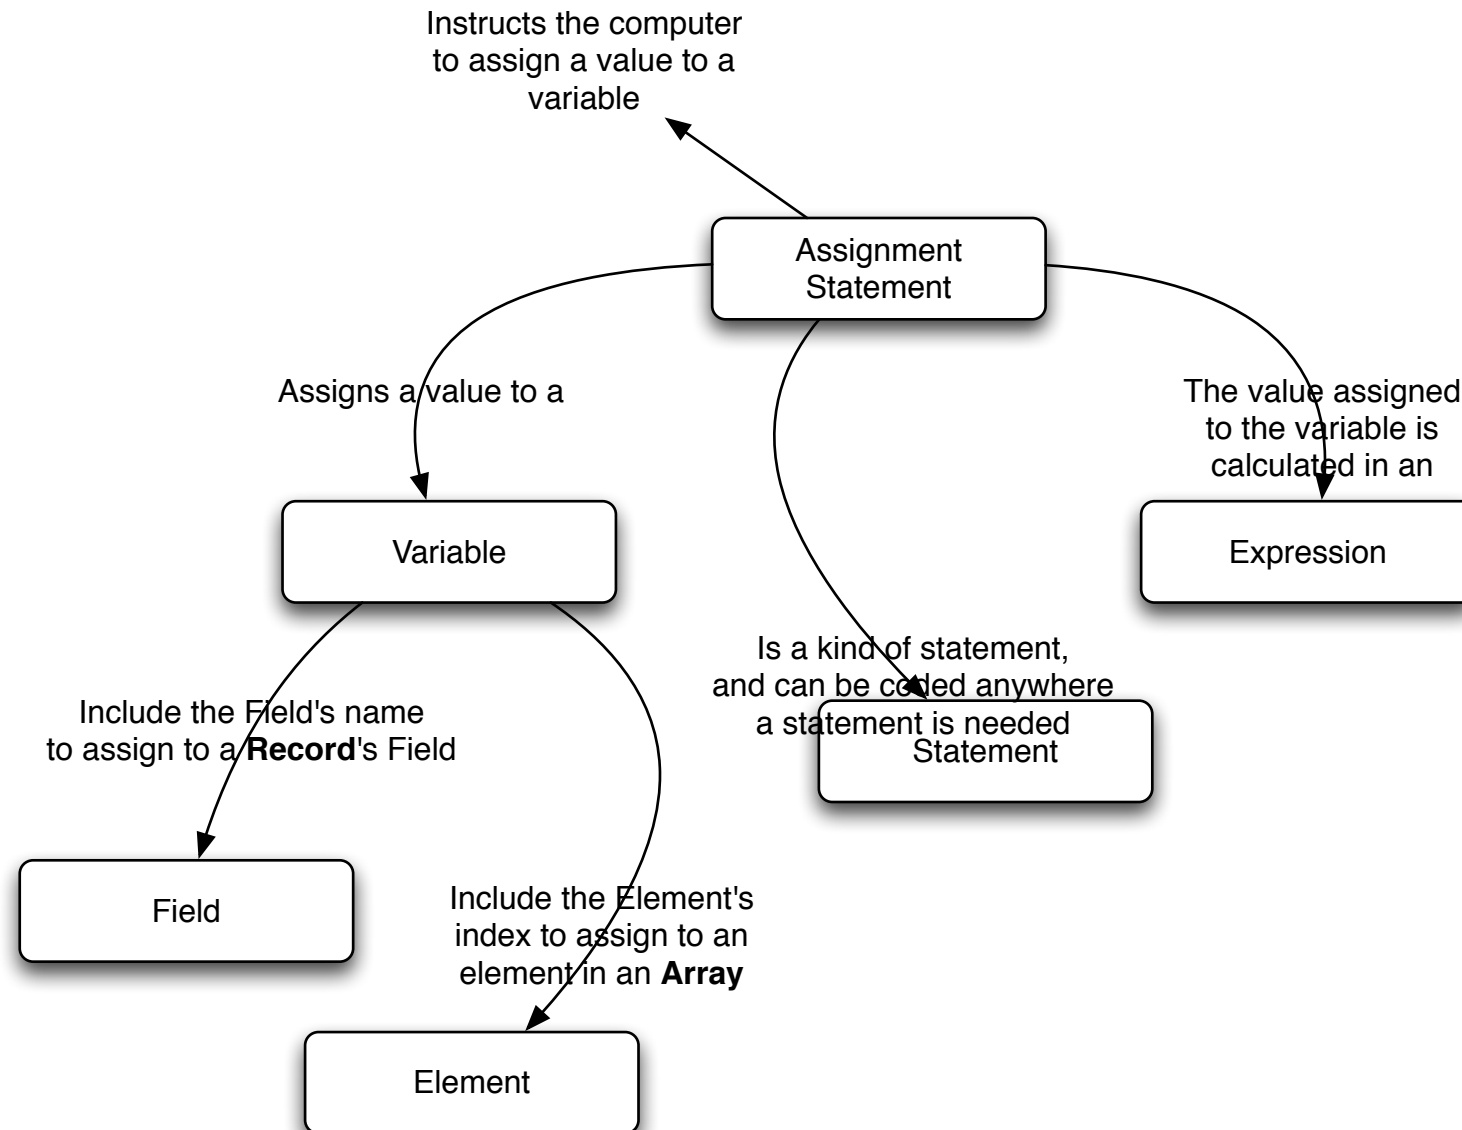 Instructs the computer
to assign a value to a
variable
Assignment
Statement
Assigns a value to a
The value assigned
to the variable is
calculated in an
Variable
Expression
Is a kind of statement,
and can be coded anywhere
a statement is needed
Statement
Include the Field's name
to assign to a Record's Field
Field
Include the Element's
index to assign to an
element in an Array
Element